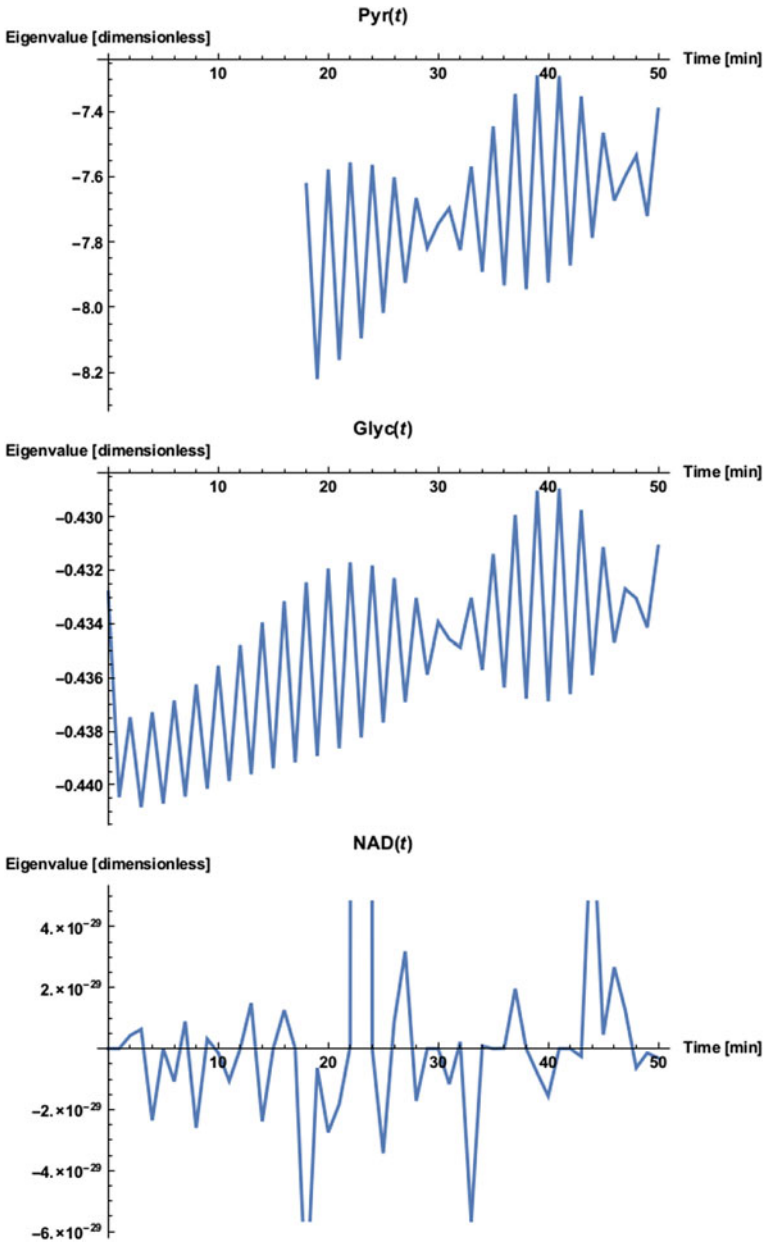 Pyr(t)
Eigenvalue [dimensionless]
Time [min]
10 20 30 40 50
−7.4
−7.6
−7.8
−8.0
−8.2
Glyc(t)
Eigenvalue [dimensionless]
Time [min]
10 20 30 40 50
−0.430
−0.432
−0.434
−0.436
−0.438
−0.440
NAD(t)
Eigenvalue [dimensionless]
4.×10⁻²⁹
2.×10⁻²⁹
Time [min]
10 20 30 40 50
−2.×10⁻²⁹
−4.×10⁻²⁹
−6.×10⁻²⁹